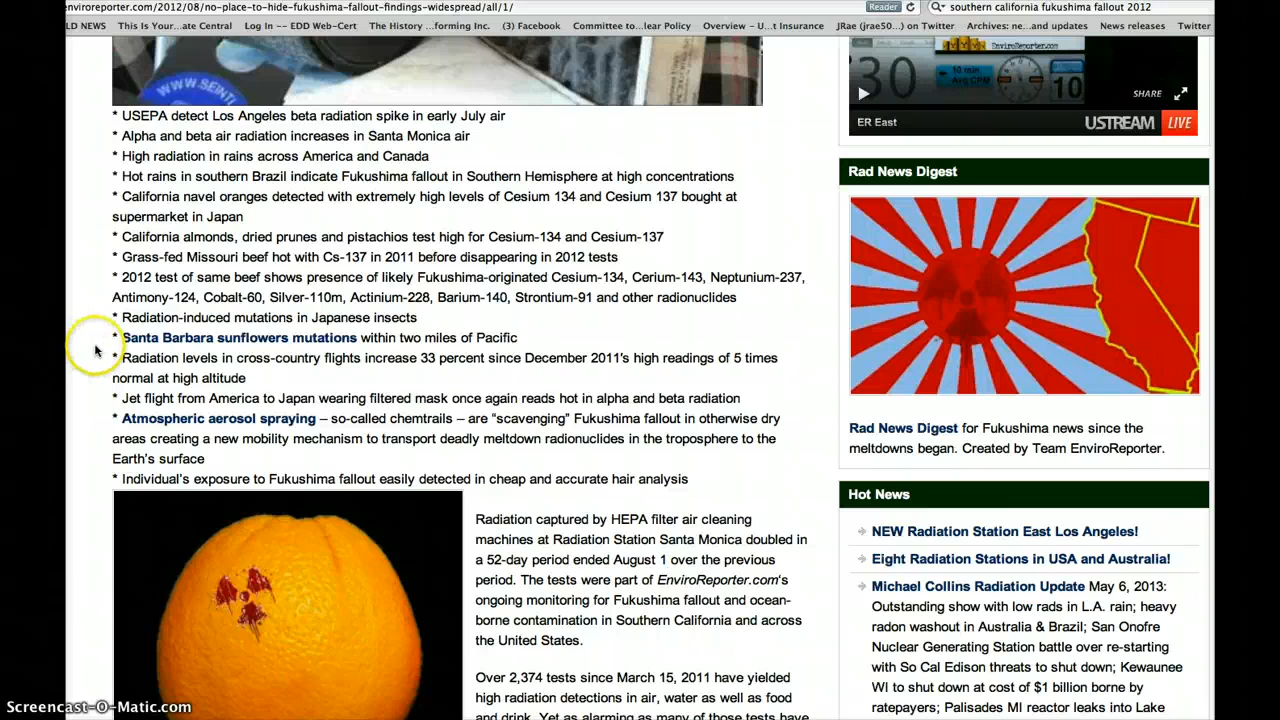 enviroreporter.com/2012/08/no-place-to-hide-fukushima-fallout-findings-widespread/all/1/
Reader
southern california fukushima fallout 2012
LD NEWS This Is Your...ate Central Log In -- EDD Web-Cert The History ...forming Inc. (3) Facebook Committee to...lear Policy Overview - U...t Insurance JRae (jrae50...) on Twitter Archives: ne...and updates News releases Twitter
WWW.SEINTL
EnviroReporter.com
30
10 min
Avg CPM
10
SHARE
ER East
USTREAM LIVE
* USEPA detect Los Angeles beta radiation spike in early July air
* Alpha and beta air radiation increases in Santa Monica air
* High radiation in rains across America and Canada
* Hot rains in southern Brazil indicate Fukushima fallout in Southern Hemisphere at high concentrations
* California navel oranges detected with extremely high levels of Cesium 134 and Cesium 137 bought at
supermarket in Japan
* California almonds, dried prunes and pistachios test high for Cesium-134 and Cesium-137
* Grass-fed Missouri beef hot with Cs-137 in 2011 before disappearing in 2012 tests
* 2012 test of same beef shows presence of likely Fukushima-originated Cesium-134, Cerium-143, Neptunium-237,
Antimony-124, Cobalt-60, Silver-110m, Actinium-228, Barium-140, Strontium-91 and other radionuclides
* Radiation-induced mutations in Japanese insects
* Santa Barbara sunflowers mutations within two miles of Pacific
* Radiation levels in cross-country flights increase 33 percent since December 2011's high readings of 5 times
normal at high altitude
* Jet flight from America to Japan wearing filtered mask once again reads hot in alpha and beta radiation
* Atmospheric aerosol spraying – so-called chemtrails – are “scavenging” Fukushima fallout in otherwise dry
areas creating a new mobility mechanism to transport deadly meltdown radionuclides in the troposphere to the
Earth's surface
* Individual's exposure to Fukushima fallout easily detected in cheap and accurate hair analysis
Radiation captured by HEPA filter air cleaning
machines at Radiation Station Santa Monica doubled in
a 52-day period ended August 1 over the previous
period. The tests were part of EnviroReporter.com's
ongoing monitoring for Fukushima fallout and ocean-
borne contamination in Southern California and across
the United States.
Over 2,374 tests since March 15, 2011 have yielded
high radiation detections in air, water as well as food
and drink. Yet as alarming as many of those tests have
Rad News Digest
Rad News Digest for Fukushima news since the
meltdowns began. Created by Team EnviroReporter.
Hot News
NEW Radiation Station East Los Angeles!
Eight Radiation Stations in USA and Australia!
Michael Collins Radiation Update May 6, 2013:
Outstanding show with low rads in L.A. rain; heavy
radon washout in Australia & Brazil; San Onofre
Nuclear Generating Station battle over re-starting
with So Cal Edison threats to shut down; Kewaunee
WI to shut down at cost of $1 billion borne by
ratepayers; Palisades MI reactor leaks into Lake
Screencast-O-Matic.com